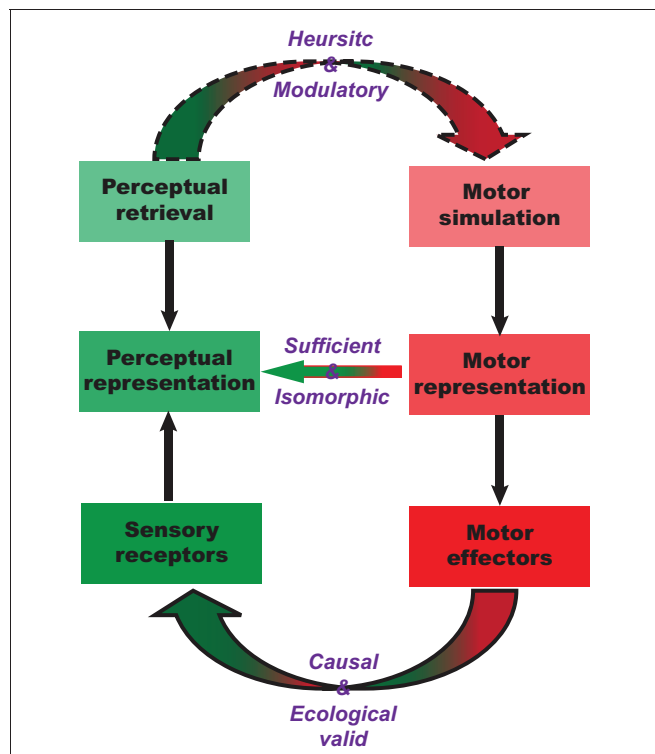 Heursitc
&
Modulatory
Perceptual
retrieval
Motor
simulation
Perceptual
representation
Sufficient
&
Isomorphic
Motor
representation
Sensory
receptors
Motor
effectors
Causal
&
Ecological
valid